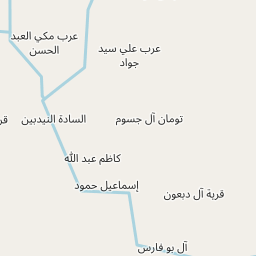 عرب مكي العبد
الحسن
عرب علي سيد
جواد
تومان آل جسوم
السادة النيدبين
كاظم عبد الله
إسماعيل حمود
قرية آل دبعون
آل بو فارس